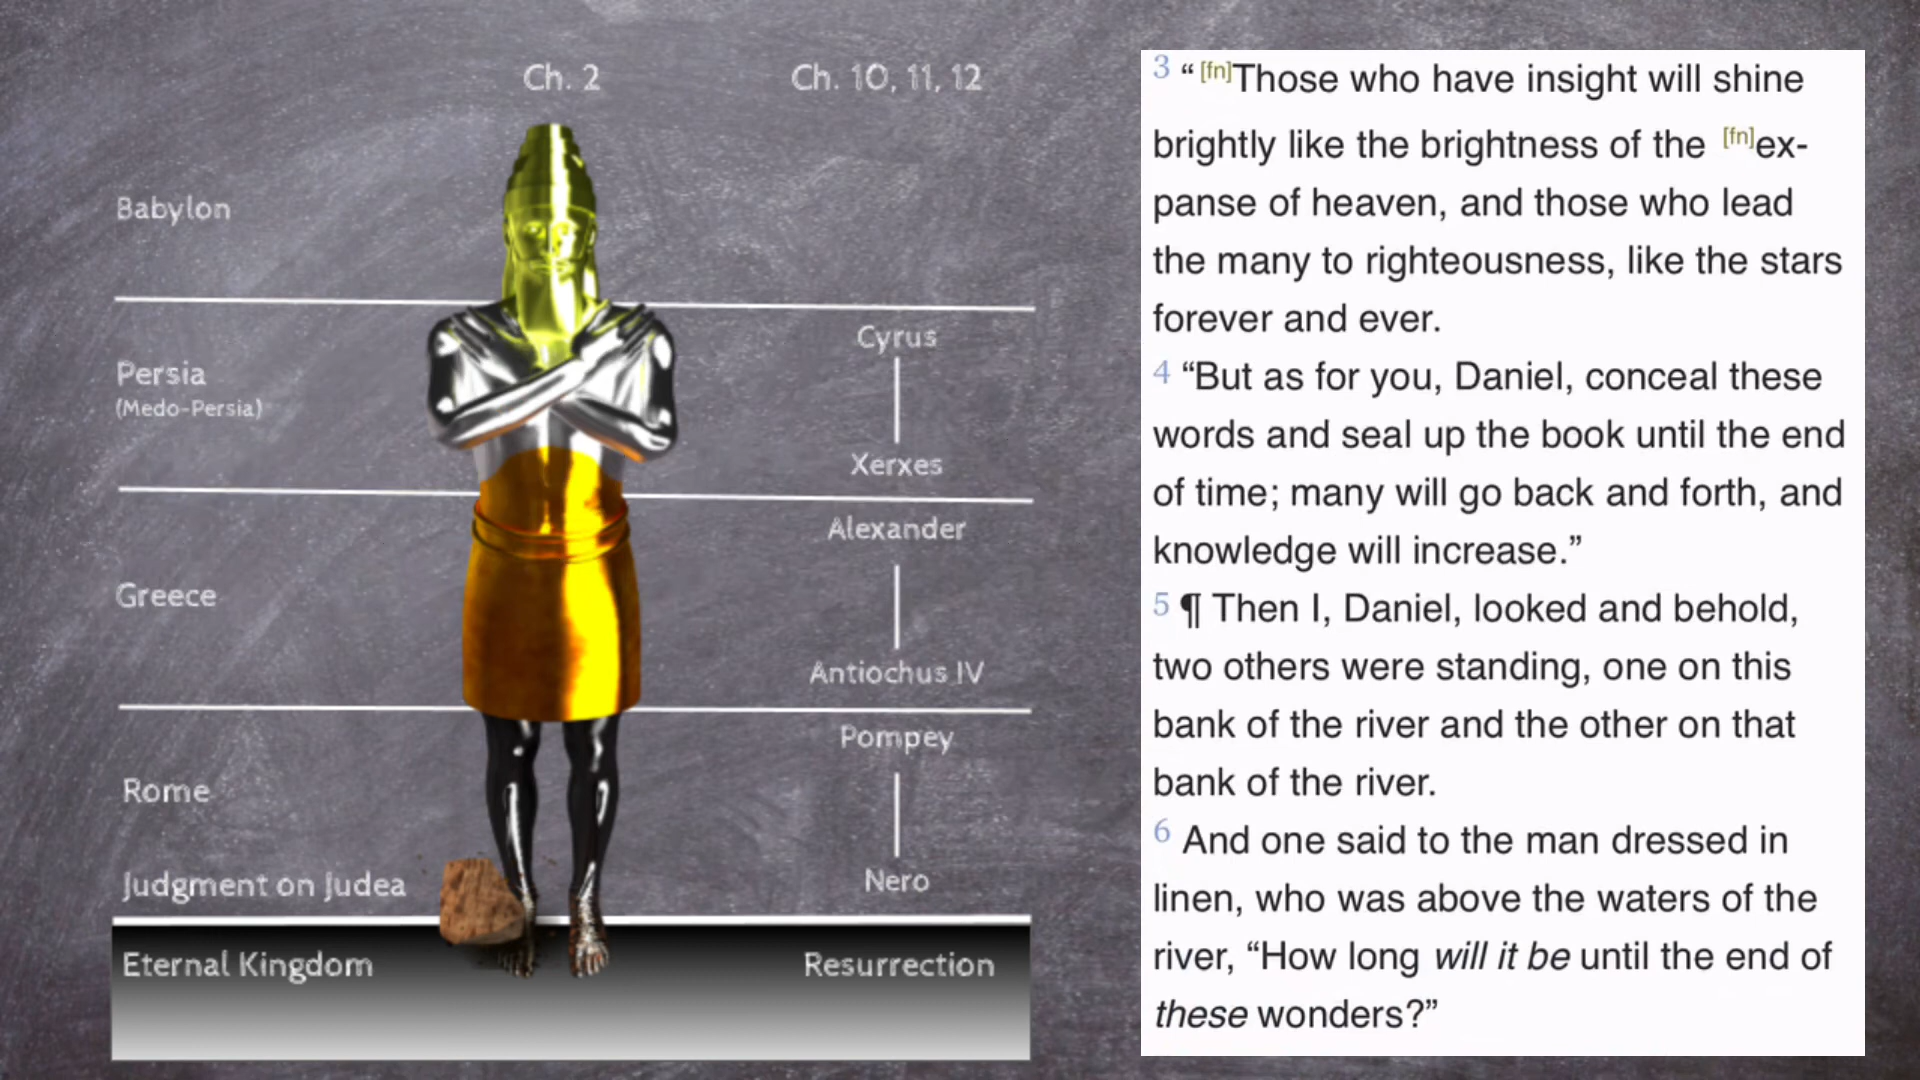 Ch. 2
Ch. 10, 11, 12
Babylon
Persia
(Medo-Persia)
Cyrus
Xerxes
Greece
Alexander
Antiochus IV
Rome
Pompey
Nero
Judgment on Judea
Eternal Kingdom
Resurrection
3 “[fn]Those who have insight will shine
brightly like the brightness of the [fn]ex-
panse of heaven, and those who lead
the many to righteousness, like the stars
forever and ever.
4 “But as for you, Daniel, conceal these
words and seal up the book until the end
of time; many will go back and forth, and
knowledge will increase.”
5 ¶ Then I, Daniel, looked and behold,
two others were standing, one on this
bank of the river and the other on that
bank of the river.
6 And one said to the man dressed in
linen, who was above the waters of the
river, “How long will it be until the end of
these wonders?”